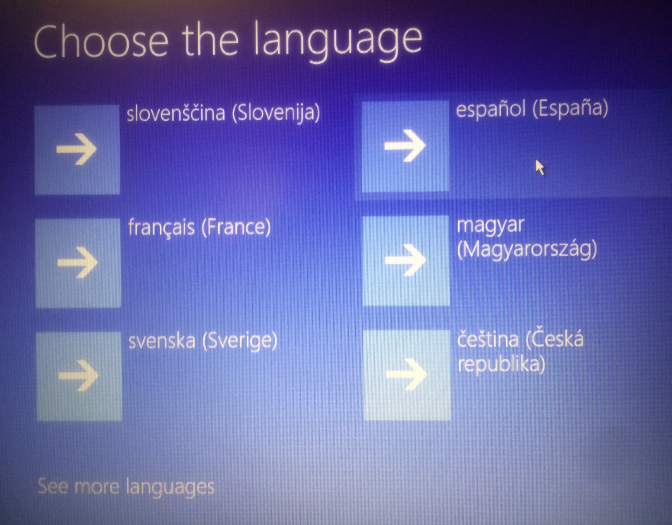 Choose the language
slovenščina (Slovenija)
español (España)
français (France)
magyar
(Magyarország)
svenska (Sverige)
čeština (Česká
republika)
See more languages